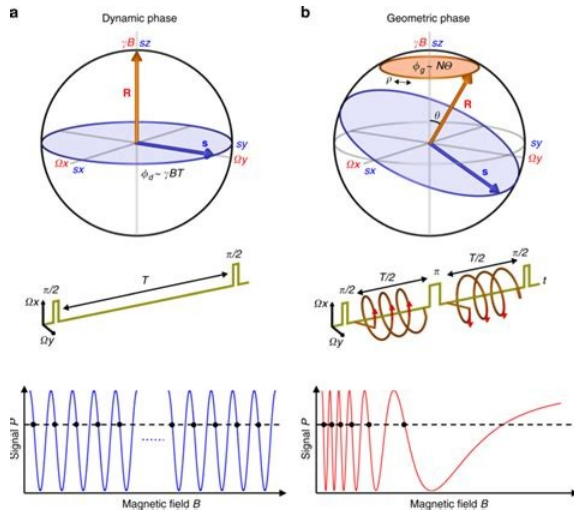 a
Dynamic phase
γB sz
R
s
sy
Ωx
Ωy
sx
ϕd ~ γBT
π/2
T
π/2
Ωx
Ωy
Signal P
Magnetic field B
b
Geometric phase
γB sz
ϕg ~ NΘ
ρ
R
θ
s
sy
Ωx
Ωy
sx
T/2
π/2
T/2
π
π/2
t
Ωx
Ωy
Signal P
Magnetic field B